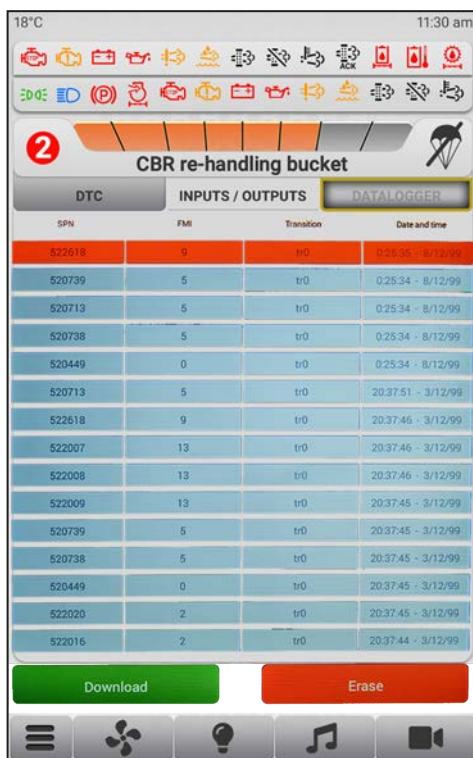 18°C 11:30 am
STOP ! ACK
(P) STOP !
2
CBR re-handling bucket
DTC INPUTS / OUTPUTS DATALOGGER
SPN FMI Transition Date and time
522618 9 tr0 0:25:35 - 8/12/99
520739 5 tr0 0:25:34 - 8/12/99
520713 5 tr0 0:25:34 - 8/12/99
520738 5 tr0 0:25:34 - 8/12/99
520449 0 tr0 0:25:34 - 8/12/99
520713 5 tr0 20:37:51 - 3/12/99
522618 9 tr0 20:37:46 - 3/12/99
522007 13 tr0 20:37:46 - 3/12/99
522008 13 tr0 20:37:46 - 3/12/99
522009 13 tr0 20:37:45 - 3/12/99
520739 5 tr0 20:37:45 - 3/12/99
520738 5 tr0 20:37:45 - 3/12/99
520449 0 tr0 20:37:45 - 3/12/99
522020 2 tr0 20:37:45 - 3/12/99
522016 2 tr0 20:37:44 - 3/12/99
Download Erase